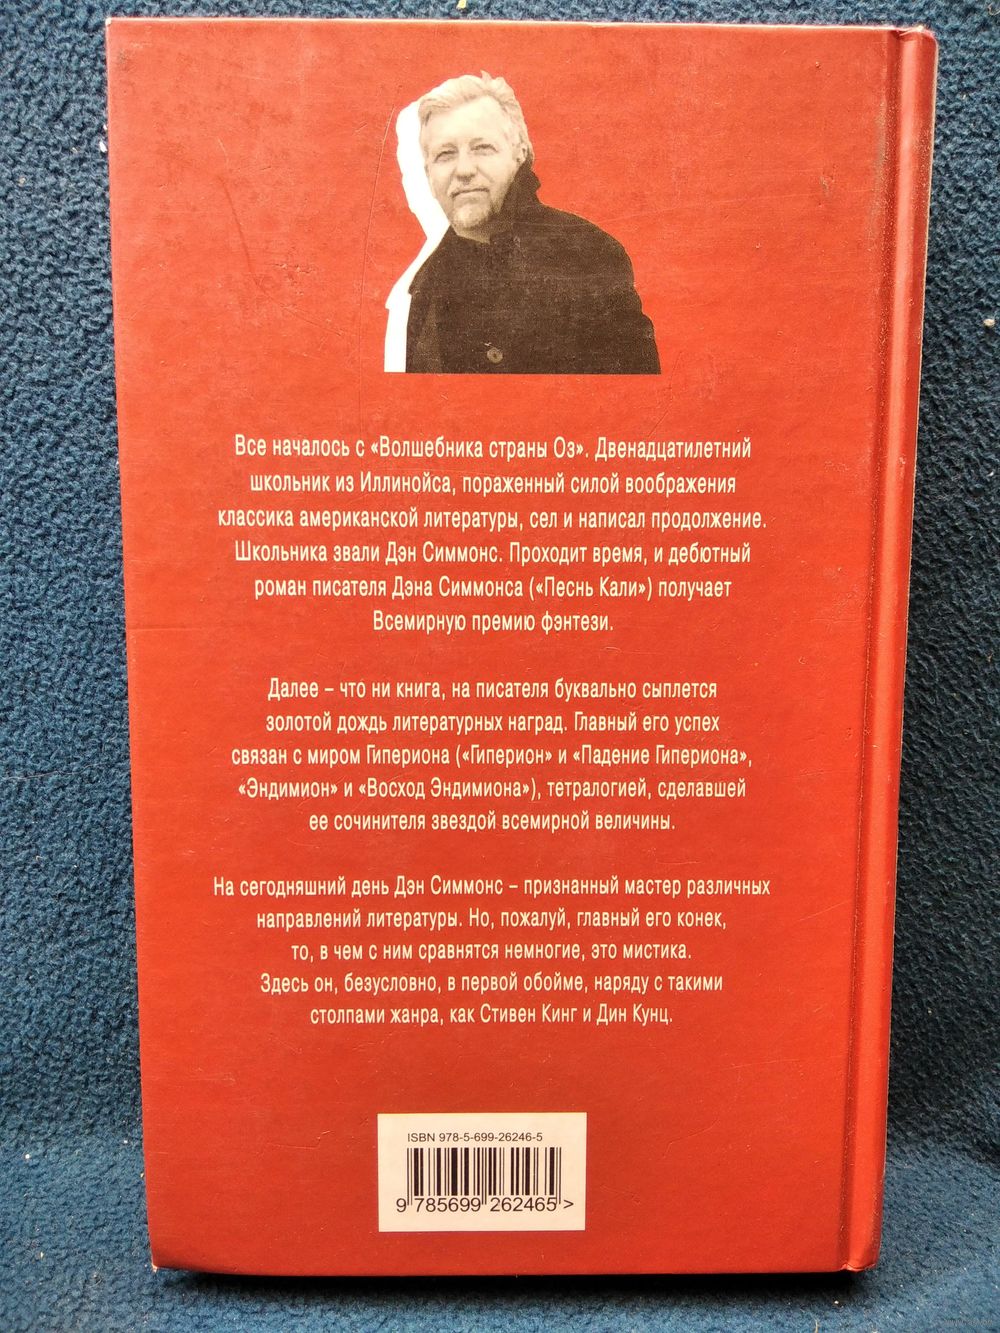 Все началось с «Волшебника страны Оз». Двенадцатилетний
школьник из Иллинойса, пораженный силой воображения
классика американской литературы, сел и написал продолжение.
Школьника звали Дэн Симмонс. Проходит время, и дебютный
роман писателя Дэна Симмонса («Песнь Кали») получает
Всемирную премию фэнтези.
Далее – что ни книга, на писателя буквально сыплется
золотой дождь литературных наград. Главный его успех
связан с миром Гипериона («Гиперион» и «Падение Гипериона»,
«Эндимион» и «Восход Эндимиона»), тетралогией, сделавшей
ее сочинителя звездой всемирной величины.
На сегодняшний день Дэн Симмонс – признанный мастер различных
направлений литературы. Но, пожалуй, главный его конек,
то, в чем с ним сравнятся немногие, это мистика.
Здесь он, безусловно, в первой обойме, наряду с такими
столпами жанра, как Стивен Кинг и Дин Кунц.
ISBN 978-5-699-26246-5
9 785699 262465 >